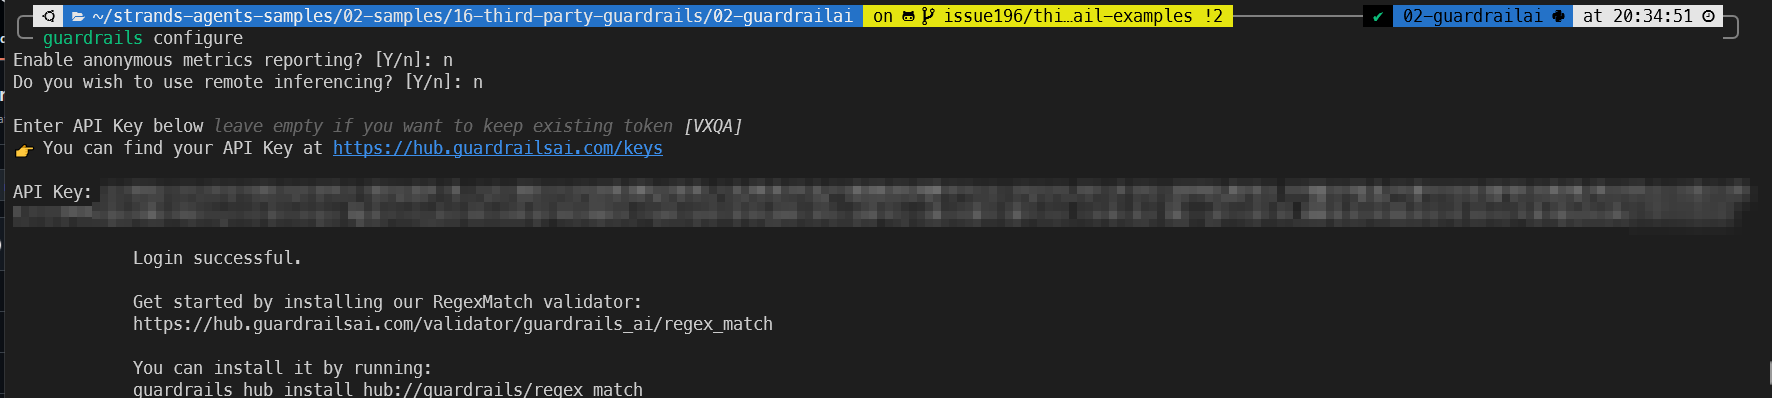 ~/strands-agents-samples/02-samples/16-third-party-guardrails/02-guardrailai on issue196/thi…ail-examples !2 ✔ 02-guardrailai at 20:34:51
guardrails configure
Enable anonymous metrics reporting? [Y/n]: n
Do you wish to use remote inferencing? [Y/n]: n
Enter API Key below leave empty if you want to keep existing token [VXQA]
👉 You can find your API Key at https://hub.guardrailsai.com/keys
API Key:
Login successful.
Get started by installing our RegexMatch validator:
https://hub.guardrailsai.com/validator/guardrails_ai/regex_match
You can install it by running:
guardrails hub install hub://guardrails/regex_match